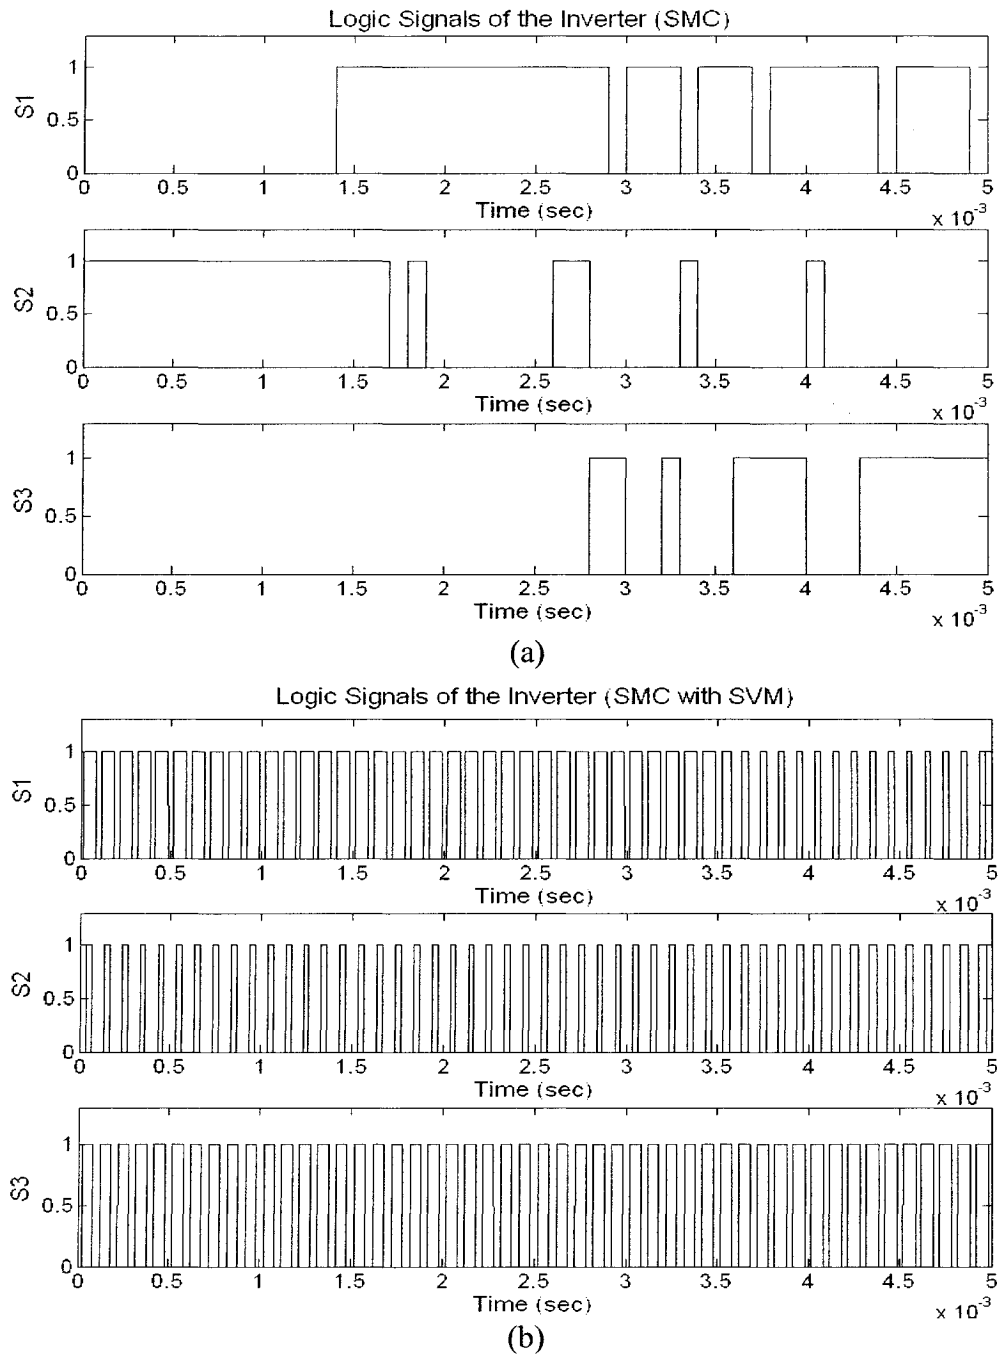 Logic Signals of the Inverter (SMC)
S1
1
0.5
0
0 0.5 1 1.5 2 2.5 3 3.5 4 4.5 5
Time (sec)
x 10-3
S2
1
0.5
0
0 0.5 1 1.5 2 2.5 3 3.5 4 4.5 5
Time (sec)
x 10-3
S3
1
0.5
0
0 0.5 1 1.5 2 2.5 3 3.5 4 4.5 5
Time (sec)
x 10-3
(a)
Logic Signals of the Inverter (SMC with SVM)
S1
1
0.5
0
0 0.5 1 1.5 2 2.5 3 3.5 4 4.5 5
Time (sec)
x 10-3
S2
1
0.5
0
0 0.5 1 1.5 2 2.5 3 3.5 4 4.5 5
Time (sec)
x 10-3
S3
1
0.5
0
0 0.5 1 1.5 2 2.5 3 3.5 4 4.5 5
Time (sec)
x 10-3
(b)